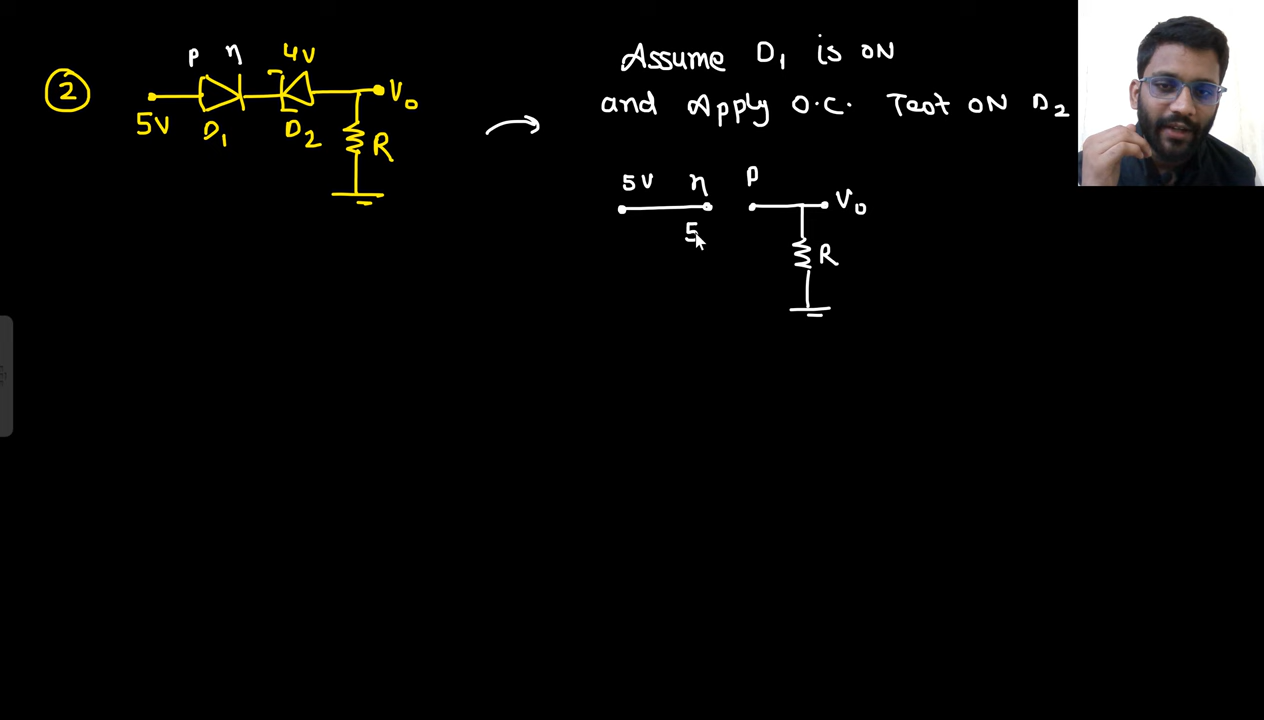 ②
p n 4V
5V D₁ D₂ V₀
R
Assume D₁ is ON
and Apply O.C. Test ON D₂
5V n p V₀
5
R